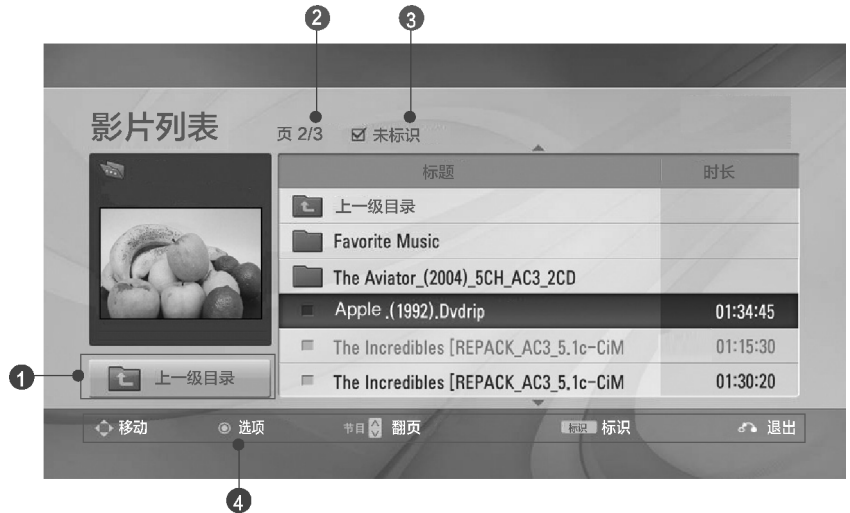 2 3
影片列表 页 2/3 未标识
标题 时长
上一级目录
Favorite Music
The Aviator_(2004)_5CH_AC3_2CD
Apple .(1992).Dvdrip 01:34:45
The Incredibles [REPACK_AC3_5.1c-CiM 01:15:30
The Incredibles [REPACK_AC3_5.1c-CiM 01:30:20
1 上一级目录
移动 选项 节目 翻页 标识 标识 退出
4